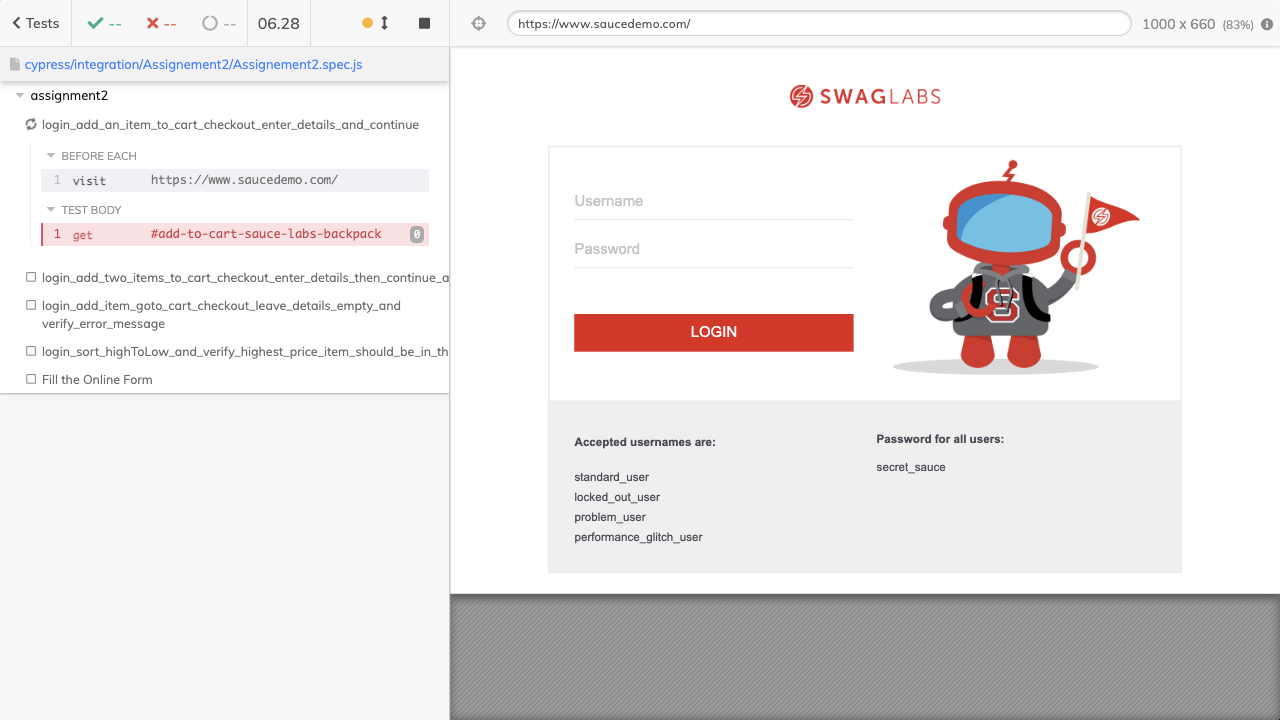 Tests -- -- -- 06.28
https://www.saucedemo.com/ 1000 x 660 (83%)
cypress/integration/Assignement2/Assignement2.spec.js
assignment2
login_add_an_item_to_cart_checkout_enter_details_and_continue
BEFORE EACH
1 visit https://www.saucedemo.com/
TEST BODY
1 get #add-to-cart-sauce-labs-backpack 0
login_add_two_items_to_cart_checkout_enter_details_then_continue_a
login_add_item_goto_cart_checkout_leave_details_empty_and
verify_error_message
login_sort_highToLow_and_verify_highest_price_item_should_be_in_th
Fill the Online Form
SWAGLABS
Username
Password
LOGIN
S
Accepted usernames are:
standard_user
locked_out_user
problem_user
performance_glitch_user
Password for all users:
secret_sauce